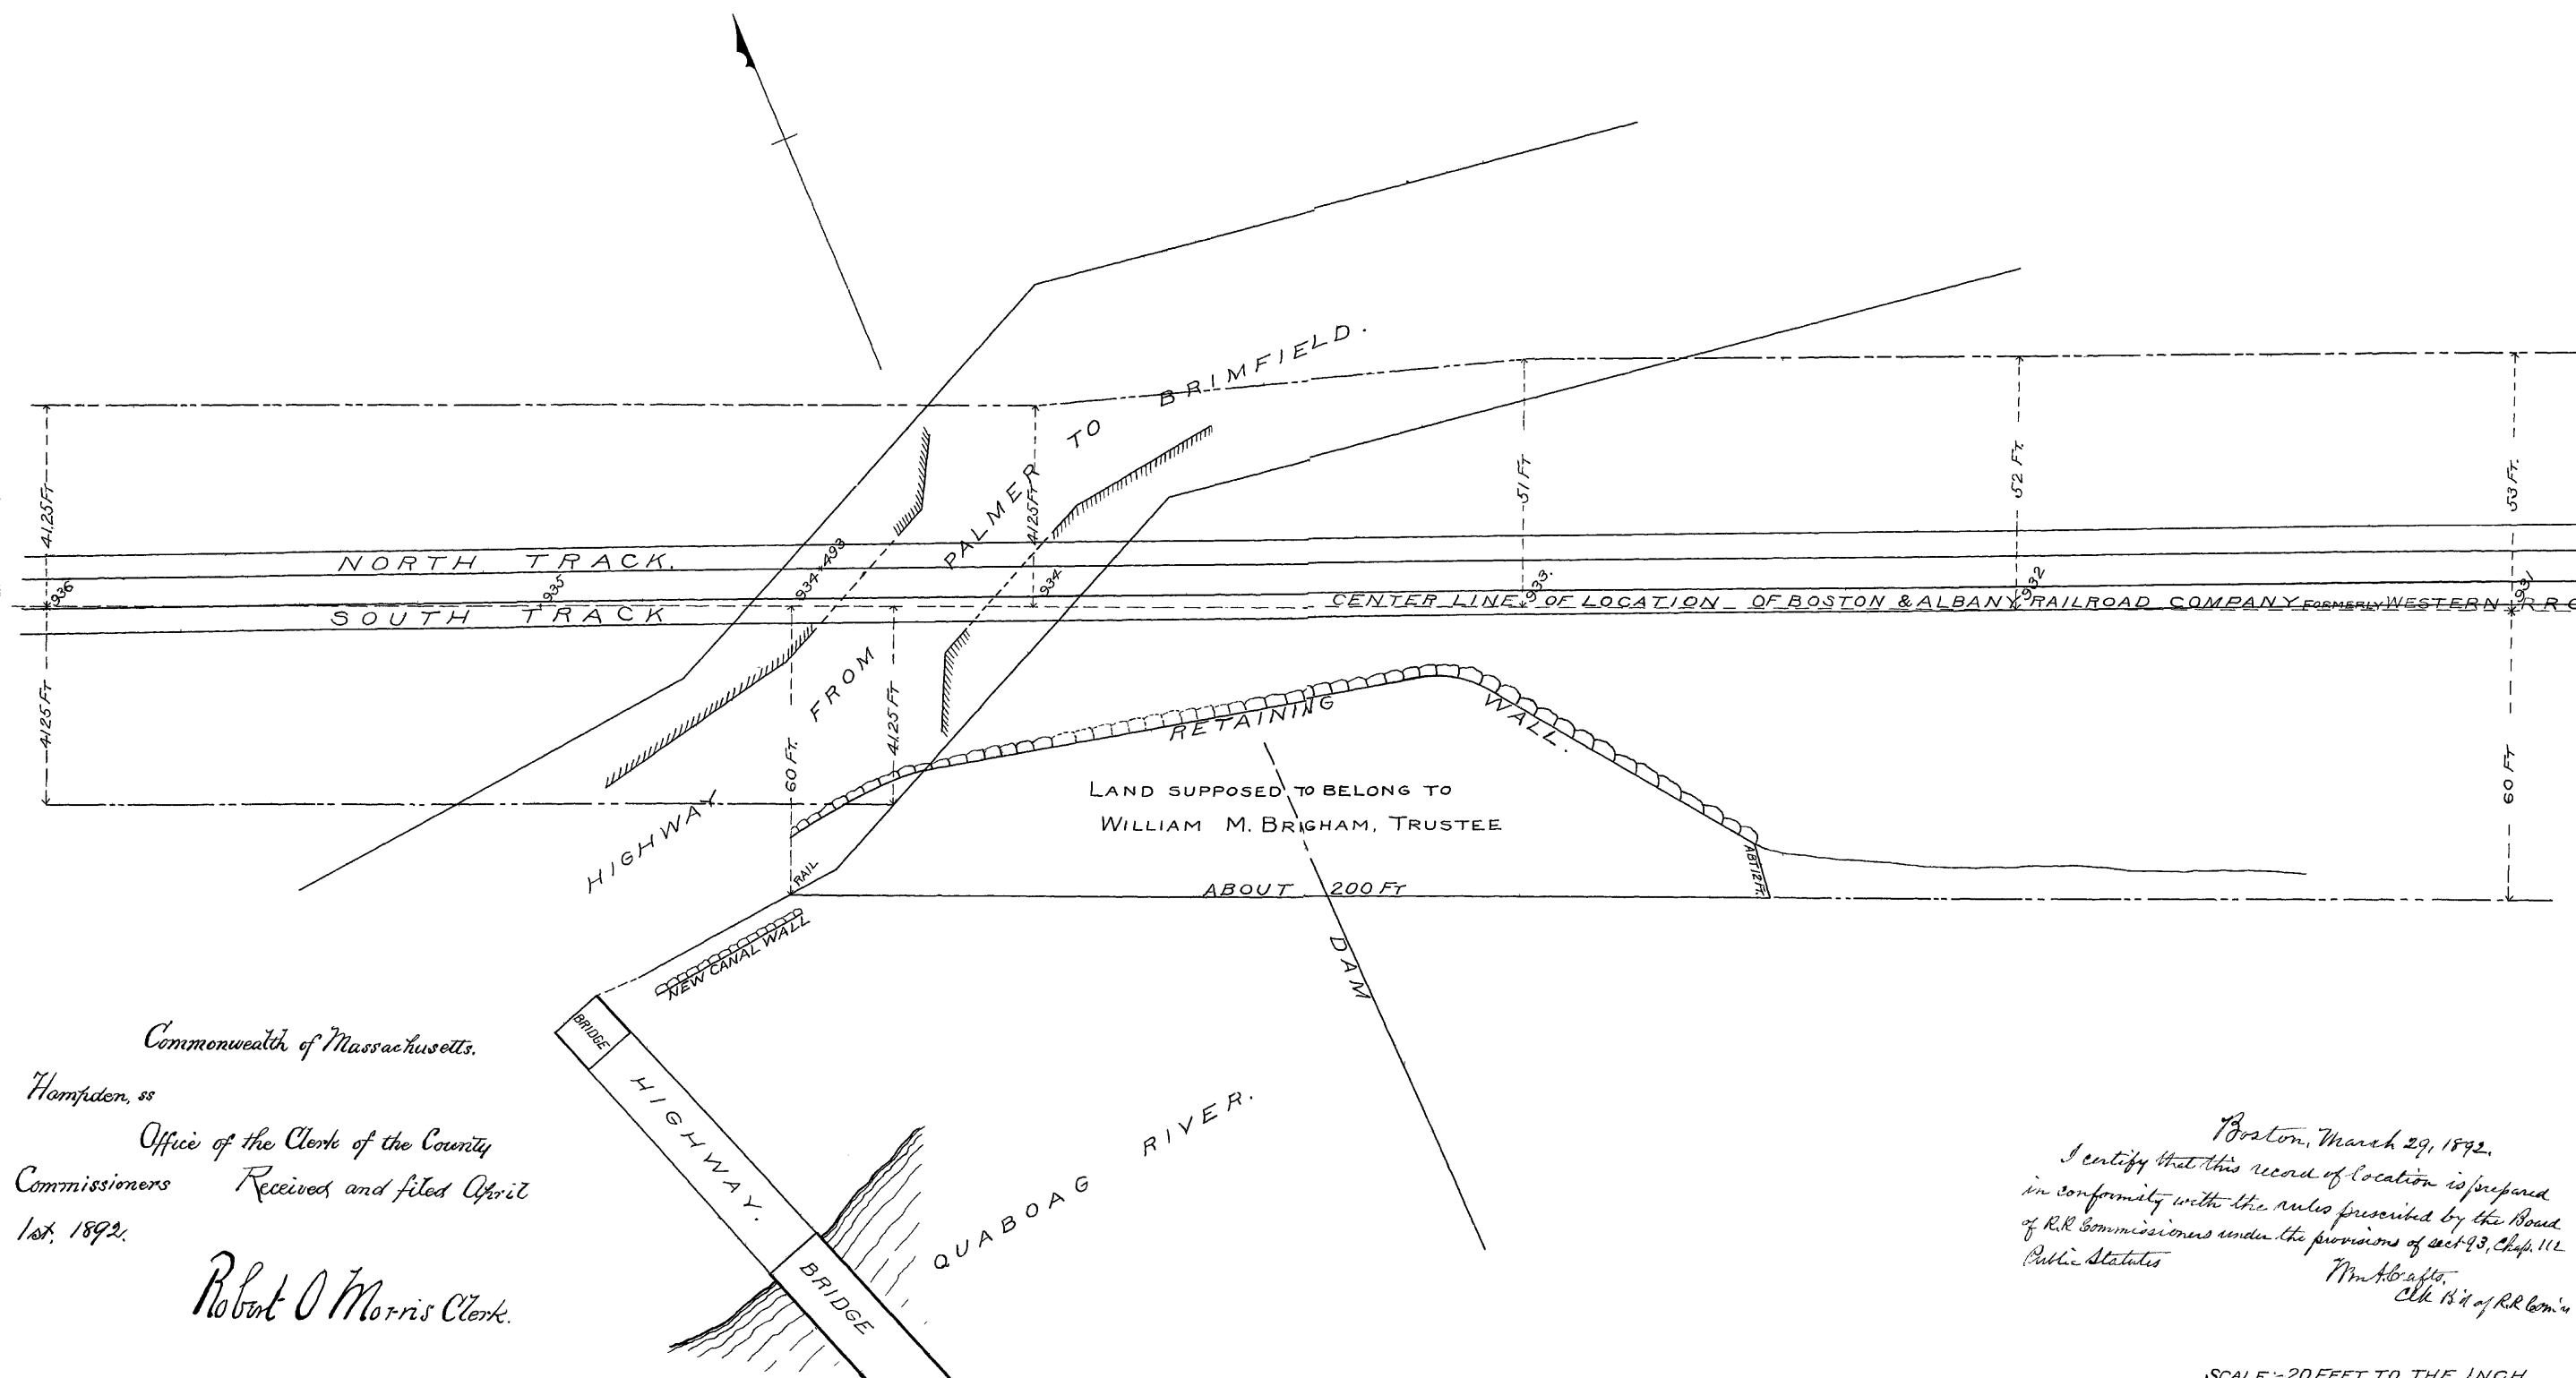 BRIMFIELD.
TO
PALMER
FROM
HIGHWAY
41.25 FT
41.25 FT
51 FT
52 FT.
53 FT.
NORTH TRACK.
936
935
934+493
934
933.
932
931
CENTER LINE OF LOCATION OF BOSTON & ALBANY RAILROAD COMPANY FORMERLY WESTERN R R C
SOUTH TRACK
41.25 FT
60 FT.
41.25 FT
60 FT
RETAINING WALL.
LAND SUPPOSED TO BELONG TO
WILLIAM M. BRIGHAM, TRUSTEE
RAIL
ABOUT 200 FT
ABT 12 FT.
NEW CANAL WALL
DAM
BRIDGE
HIGHWAY.
BRIDGE
QUABOAG RIVER.
Commonwealth of Massachusetts.
Hampden, ss
Office of the Clerk of the County
Commissioners Received and filed April
1st, 1892.
Robert O Morris Clerk.
Boston, March 29, 1892.
I certify that this record of location is prepared
in conformity with the rules prescribed by the Board
of R.R. Commissioners under the provisions of sect 93, Chap. 112
Public Statutes
Wm A. Crafts,
Clk B'd of R.R. Com'n
SCALE:-20 FEET TO THE INCH